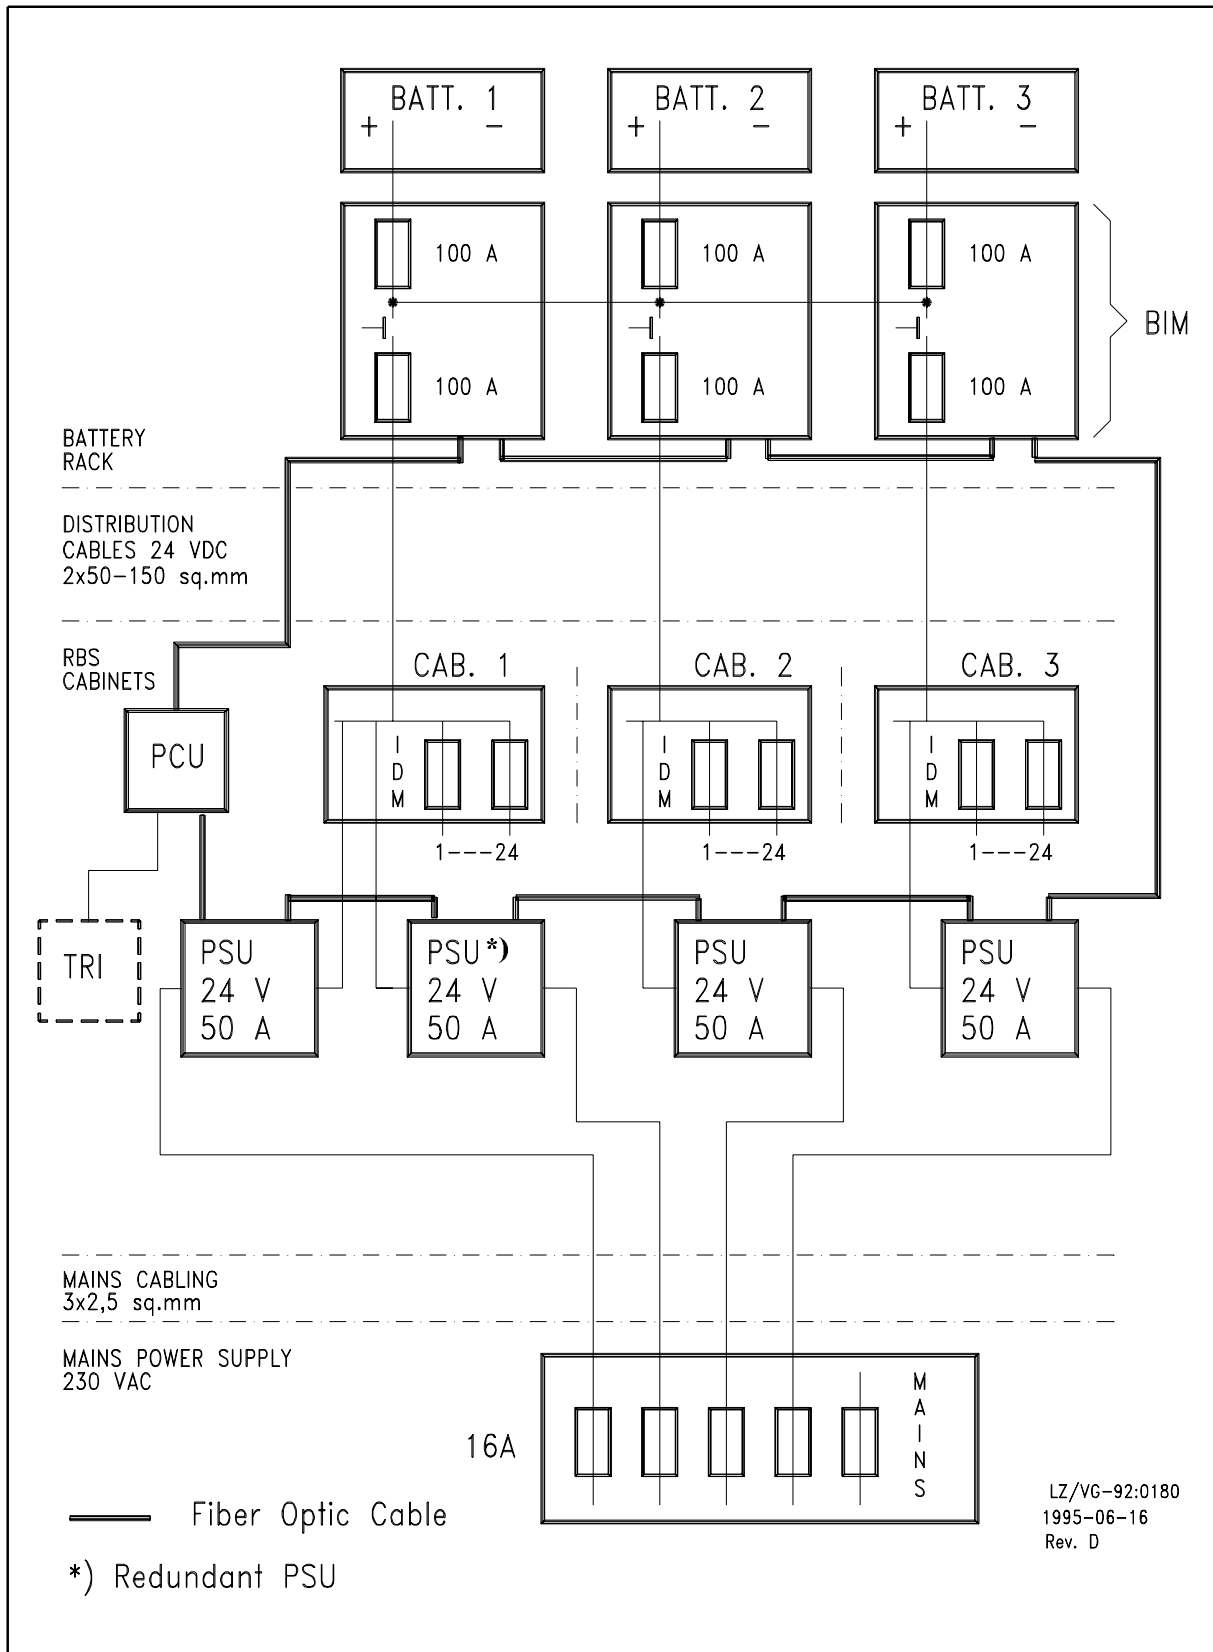 BATT. 1
+ −
BATT. 2
+ −
BATT. 3
+ −
100 A
100 A
100 A
BIM
100 A
100 A
100 A
BATTERY
RACK
DISTRIBUTION
CABLES 24 VDC
2x50−150 sq.mm
RBS
CABINETS
CAB. 1
CAB. 2
CAB. 3
PCU
IDM
IDM
IDM
1---24
1---24
1---24
TRI
PSU
24 V
50 A
PSU*)
24 V
50 A
PSU
24 V
50 A
PSU
24 V
50 A
MAINS CABLING
3x2,5 sq.mm
MAINS POWER SUPPLY
230 VAC
16A
MAINS
Fiber Optic Cable
*) Redundant PSU
LZ/VG−92:0180
1995−06−16
Rev. D